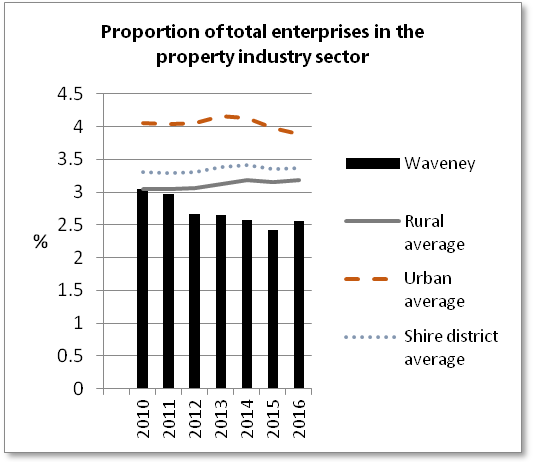 Proportion of total enterprises in the
property industry sector
4.5
4
3.5
3
2.5
2
1.5
1
0.5
0
%
2010
2011
2012
2013
2014
2015
2016
Waveney
Rural
average
Urban
average
Shire district
average